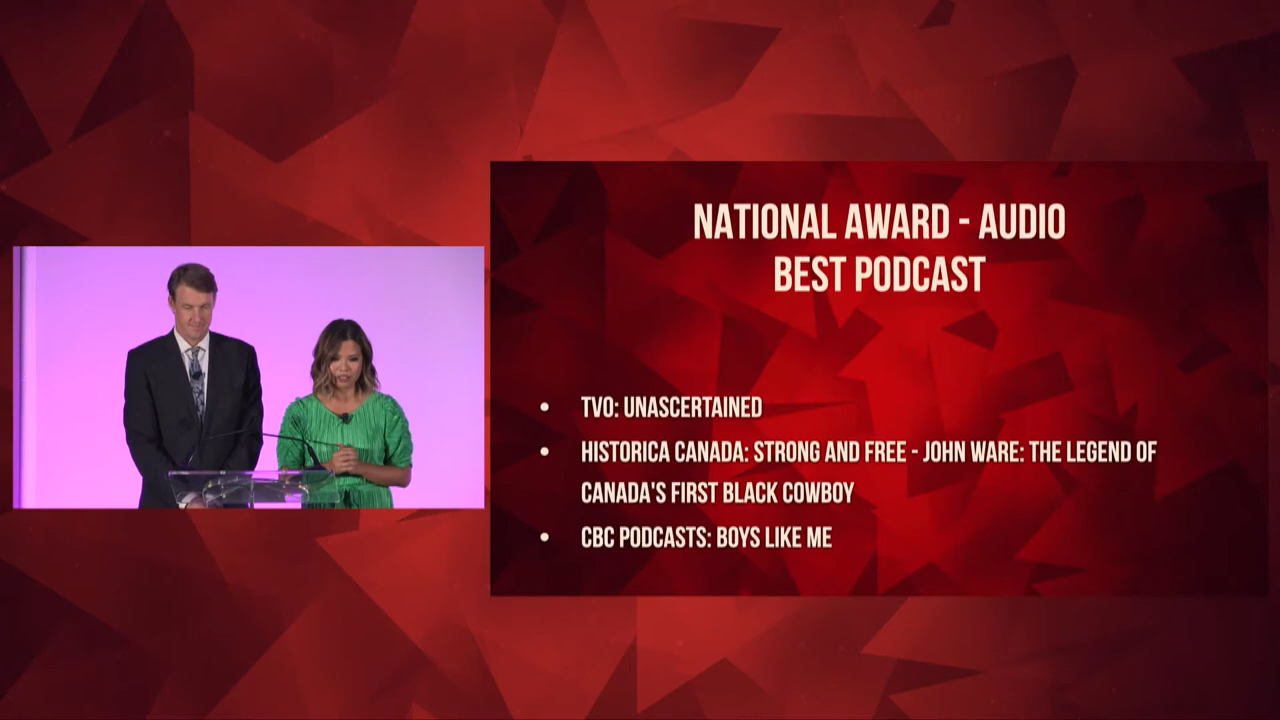 NATIONAL AWARD - AUDIO
BEST PODCAST
• TVO: UNASCERTAINED
• HISTORICA CANADA: STRONG AND FREE - JOHN WARE: THE LEGEND OF
CANADA'S FIRST BLACK COWBOY
• CBC PODCASTS: BOYS LIKE ME